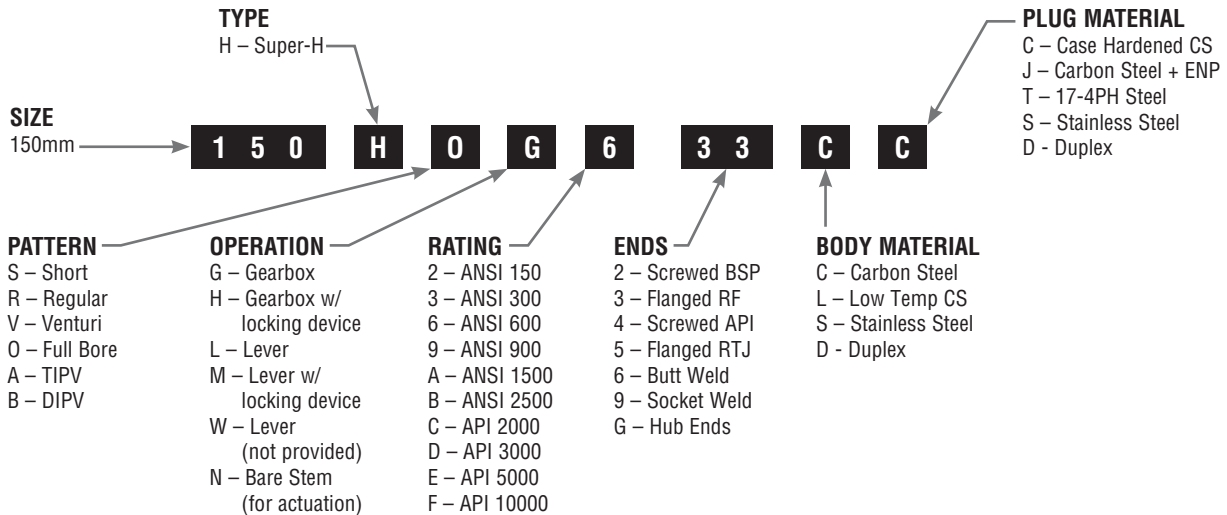 TYPE
H – Super-H
PLUG MATERIAL
C – Case Hardened CS
J – Carbon Steel + ENP
T – 17-4PH Steel
S – Stainless Steel
D - Duplex
SIZE
150mm
1 5 0 H O G 6 3 3 C C
PATTERN
S – Short
R – Regular
V – Venturi
O – Full Bore
A – TIPV
B – DIPV
OPERATION
G – Gearbox
H – Gearbox w/
locking device
L – Lever
M – Lever w/
locking device
W – Lever
(not provided)
N – Bare Stem
(for actuation)
RATING
2 – ANSI 150
3 – ANSI 300
6 – ANSI 600
9 – ANSI 900
A – ANSI 1500
B – ANSI 2500
C – API 2000
D – API 3000
E – API 5000
F – API 10000
ENDS
2 – Screwed BSP
3 – Flanged RF
4 – Screwed API
5 – Flanged RTJ
6 – Butt Weld
9 – Socket Weld
G – Hub Ends
BODY MATERIAL
C – Carbon Steel
L – Low Temp CS
S – Stainless Steel
D - Duplex